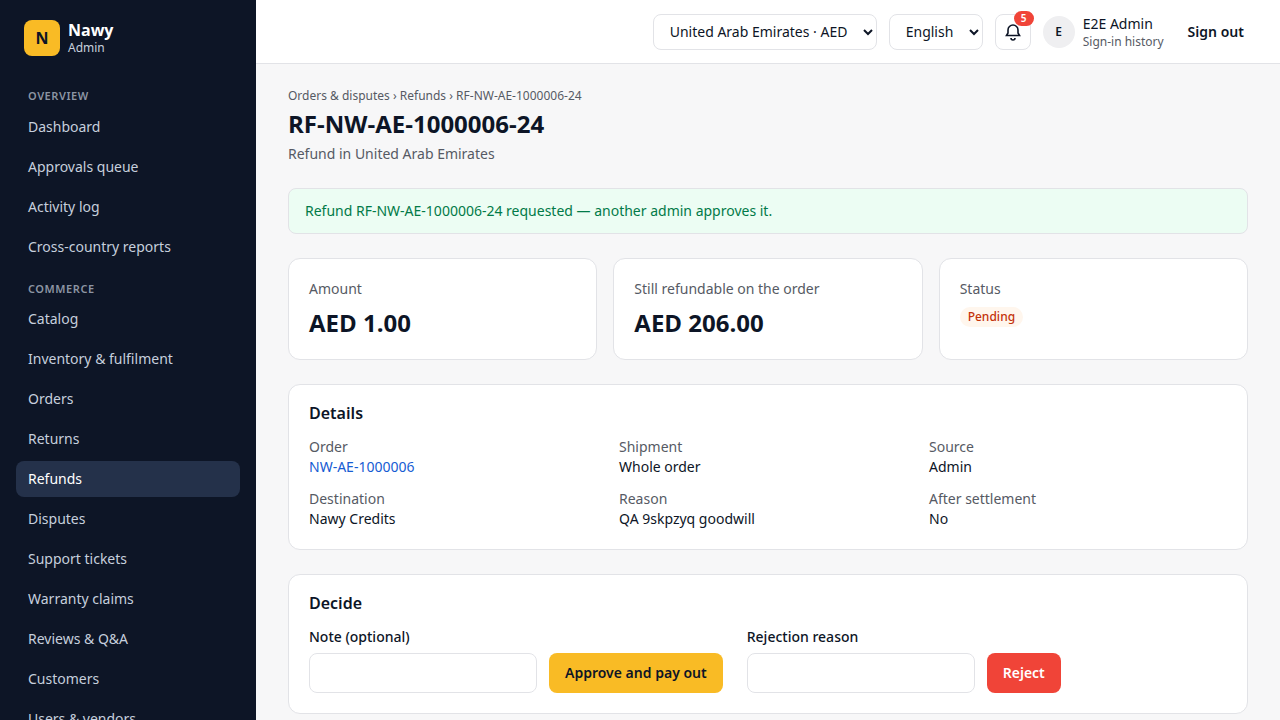 N
Nawy
Admin
United Arab Emirates · AED
English
5
E
E2E Admin
Sign-in history
Sign out
OVERVIEW
Dashboard
Approvals queue
Activity log
Cross-country reports
COMMERCE
Catalog
Inventory & fulfilment
Orders
Returns
Refunds
Disputes
Support tickets
Warranty claims
Reviews & Q&A
Customers
Users & vendors
Orders & disputes › Refunds › RF-NW-AE-1000006-24
RF-NW-AE-1000006-24
Refund in United Arab Emirates
Refund RF-NW-AE-1000006-24 requested — another admin approves it.
Amount
AED 1.00
Still refundable on the order
AED 206.00
Status
Pending
Details
Order
NW-AE-1000006
Shipment
Whole order
Source
Admin
Destination
Nawy Credits
Reason
QA 9skpzyq goodwill
After settlement
No
Decide
Note (optional)
Approve and pay out
Rejection reason
Reject